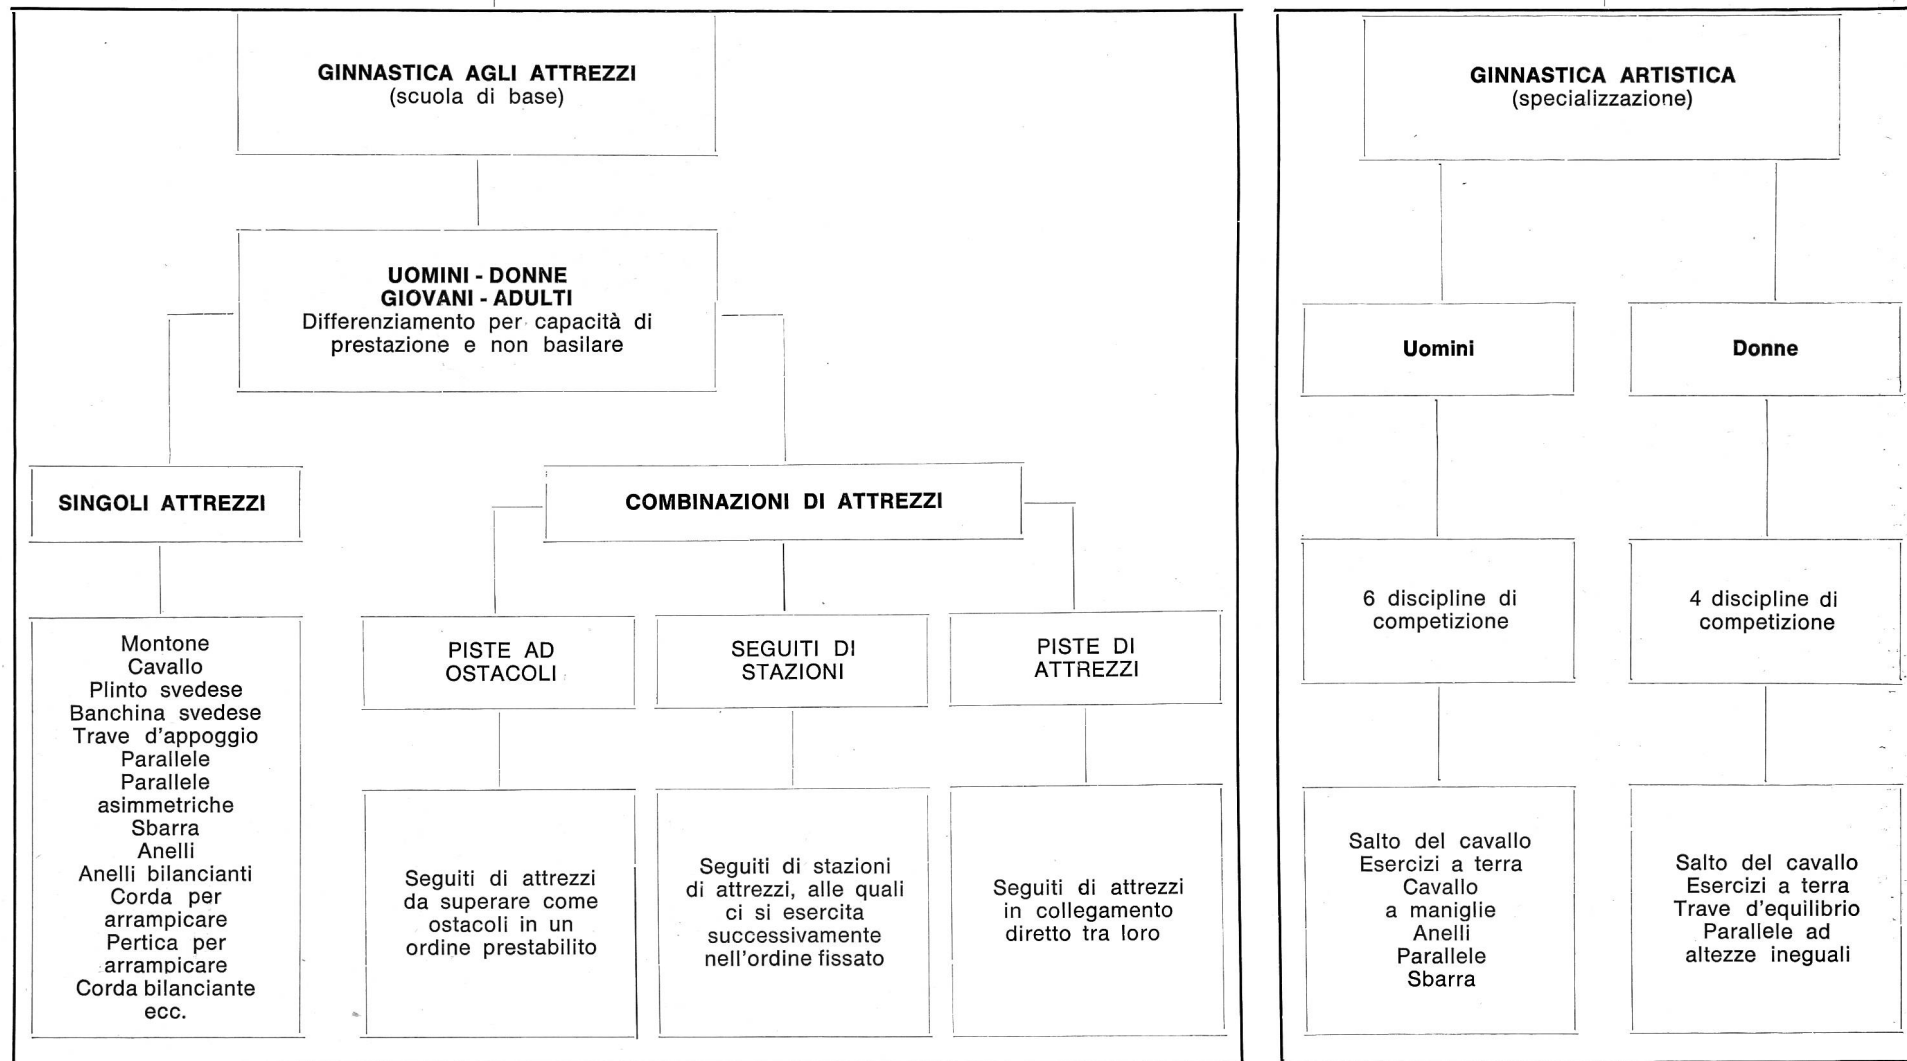 GINNASTICA AGLI ATTREZZI
(scuola di base)
UOMINI - DONNE
GIOVANI - ADULTI
Differenziamento per capacità di
prestazione e non basilare
SINGOLI ATTREZZI
COMBINAZIONI DI ATTREZZI
Montone
Cavallo
Plinto svedese
Banchina svedese
Trave d'appoggio
Parallele
Parallele
asimmetriche
Sbarra
Anelli
Anelli bilancianti
Corda per
arrampicare
Pertica per
arrampicare
Corda bilanciante
ecc.
PISTE AD
OSTACOLI
SEGUITI DI
STAZIONI
PISTE DI
ATTREZZI
Seguiti di attrezzi
da superare come
ostacoli in un
ordine prestabilito
Seguiti di stazioni
di attrezzi, alle quali
ci si esercita
successivamente
nell'ordine fissato
Seguiti di attrezzi
in collegamento
diretto tra loro
GINNASTICA ARTISTICA
(specializzazione)
Uomini
Donne
6 discipline di
competizione
4 discipline di
competizione
Salto del cavallo
Esercizi a terra
Cavallo
a maniglie
Anelli
Parallele
Sbarra
Salto del cavallo
Esercizi a terra
Trave d'equilibrio
Parallele ad
altezze ineguali